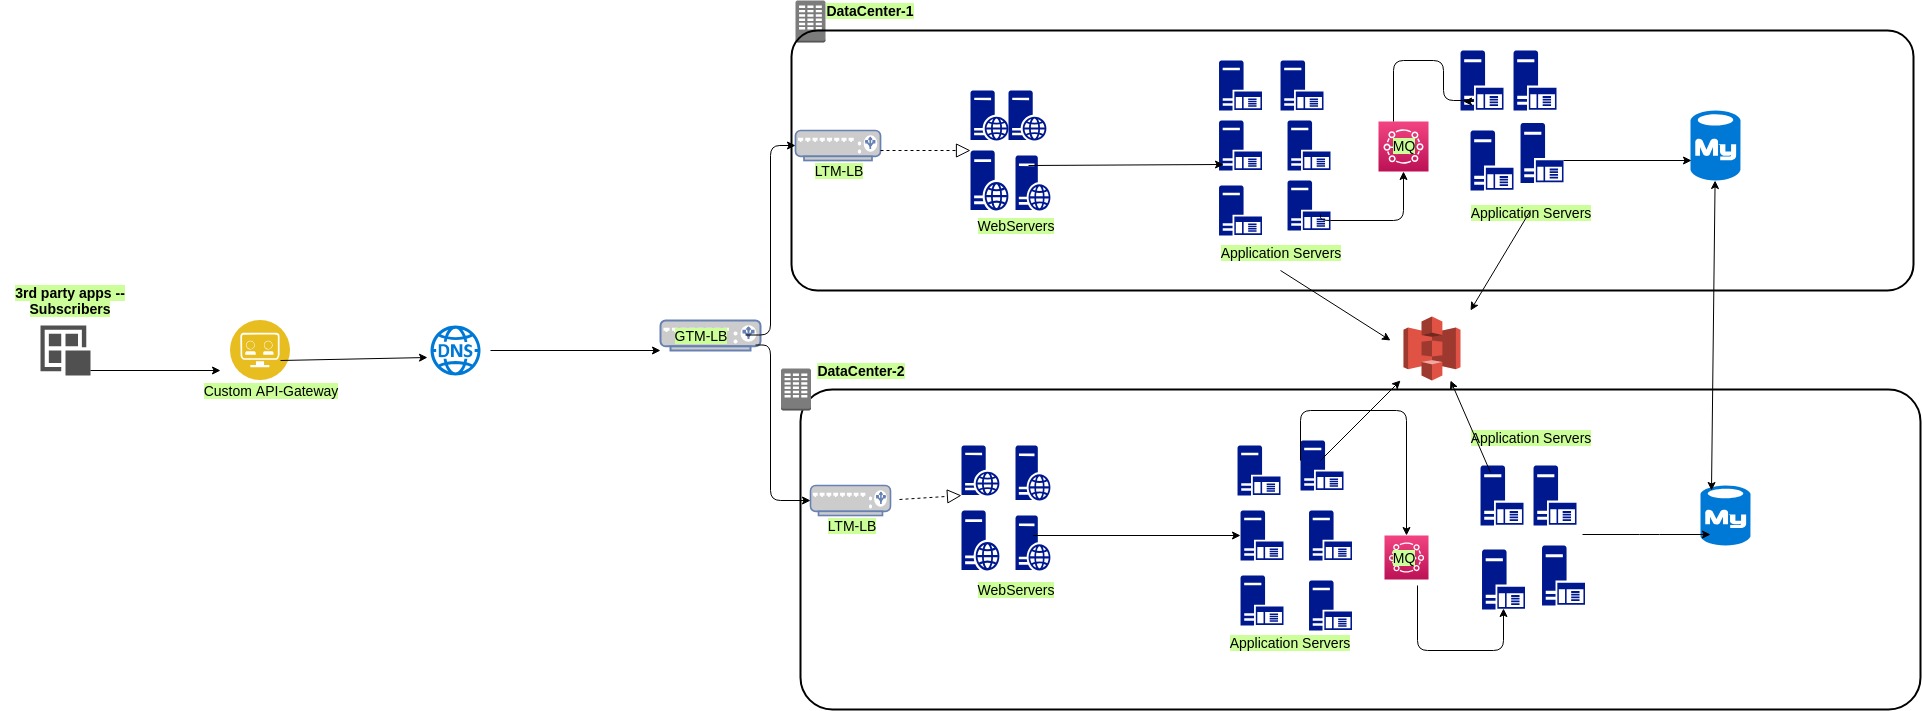 DataCenter-1
MQ
My
LTM-LB
WebServers
Application Servers
Application Servers
3rd party apps --
Subscribers
Custom API-Gateway
DNS
GTM-LB
DataCenter-2
Application Servers
LTM-LB
MQ
My
WebServers
Application Servers